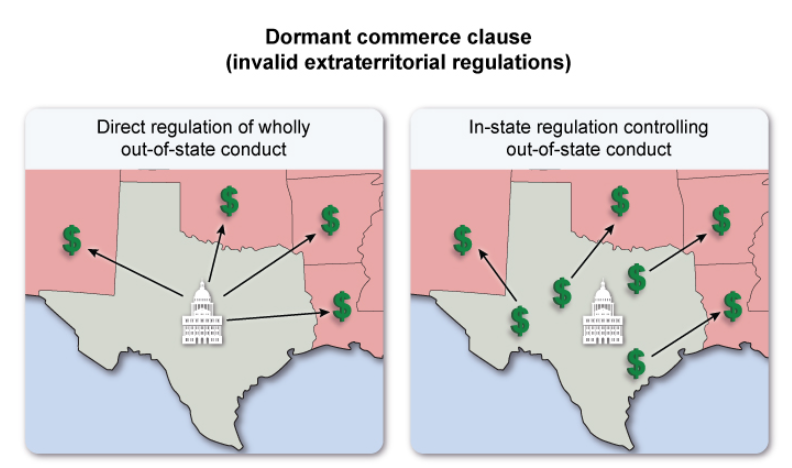 Dormant commerce clause
(invalid extraterritorial regulations)
Direct regulation of wholly
out-of-state conduct
In-state regulation controlling
out-of-state conduct
$
$
$
$
$
$
$
$
$
$
$
$